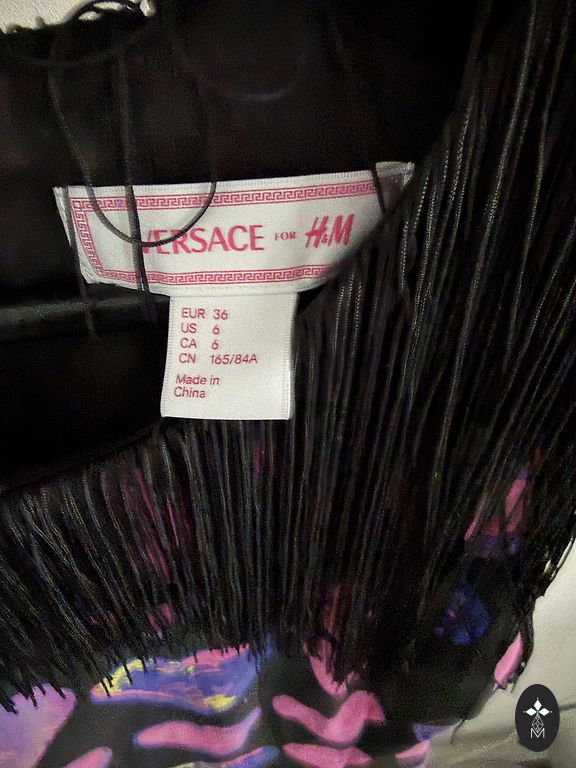 VERSACE FOR H&M
EUR 36
US 6
CA 6
CN 165/84A
Made in
China
M